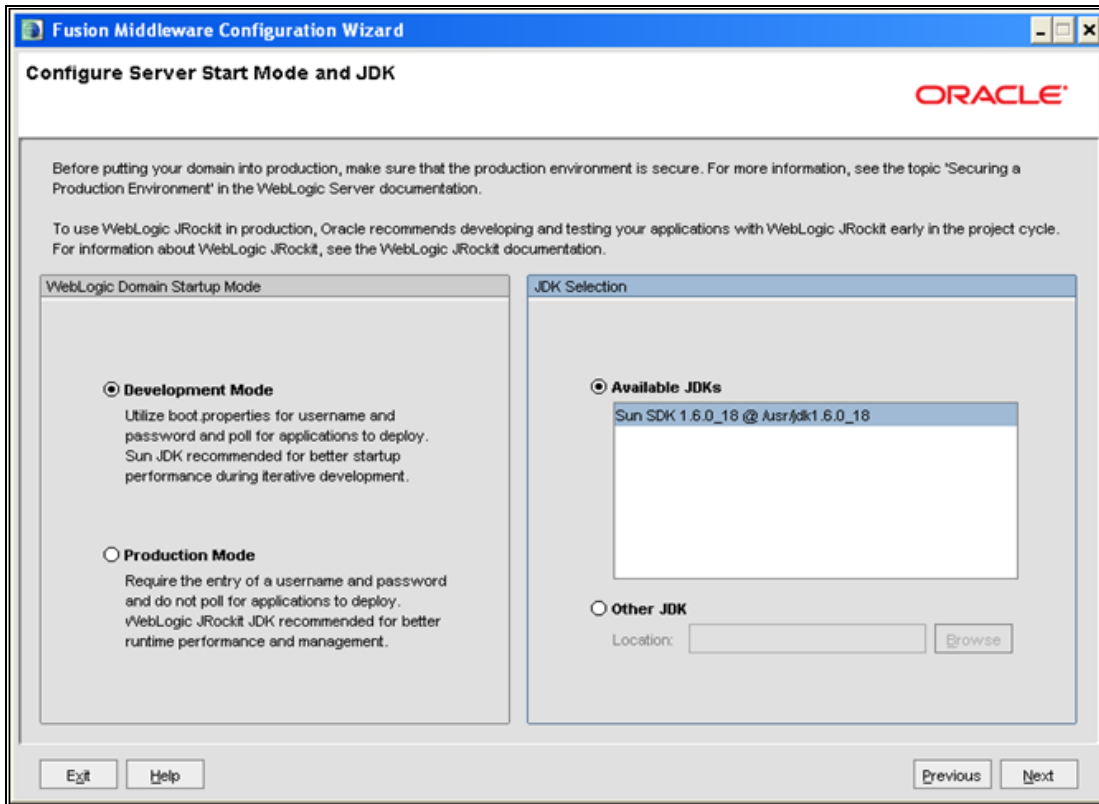 Fusion Middleware Configuration Wizard
Configure Server Start Mode and JDK
ORACLE
Before putting your domain into production, make sure that the production environment is secure. For more information, see the topic 'Securing a
Production Environment' in the WebLogic Server documentation.
To use WebLogic JRockit in production, Oracle recommends developing and testing your applications with WebLogic JRockit early in the project cycle.
For information about WebLogic JRockit, see the WebLogic JRockit documentation.
WebLogic Domain Startup Mode
Development Mode
Utilize boot.properties for username and
password and poll for applications to deploy.
Sun JDK recommended for better startup
performance during iterative development.
Production Mode
Require the entry of a username and password
and do not poll for applications to deploy.
WebLogic JRockit JDK recommended for better
runtime performance and management.
JDK Selection
Available JDKs
Sun SDK 1.6.0_18 @ /usr/jdk1.6.0_18
Other JDK
Location:
Browse
Exit
Help
Previous
Next